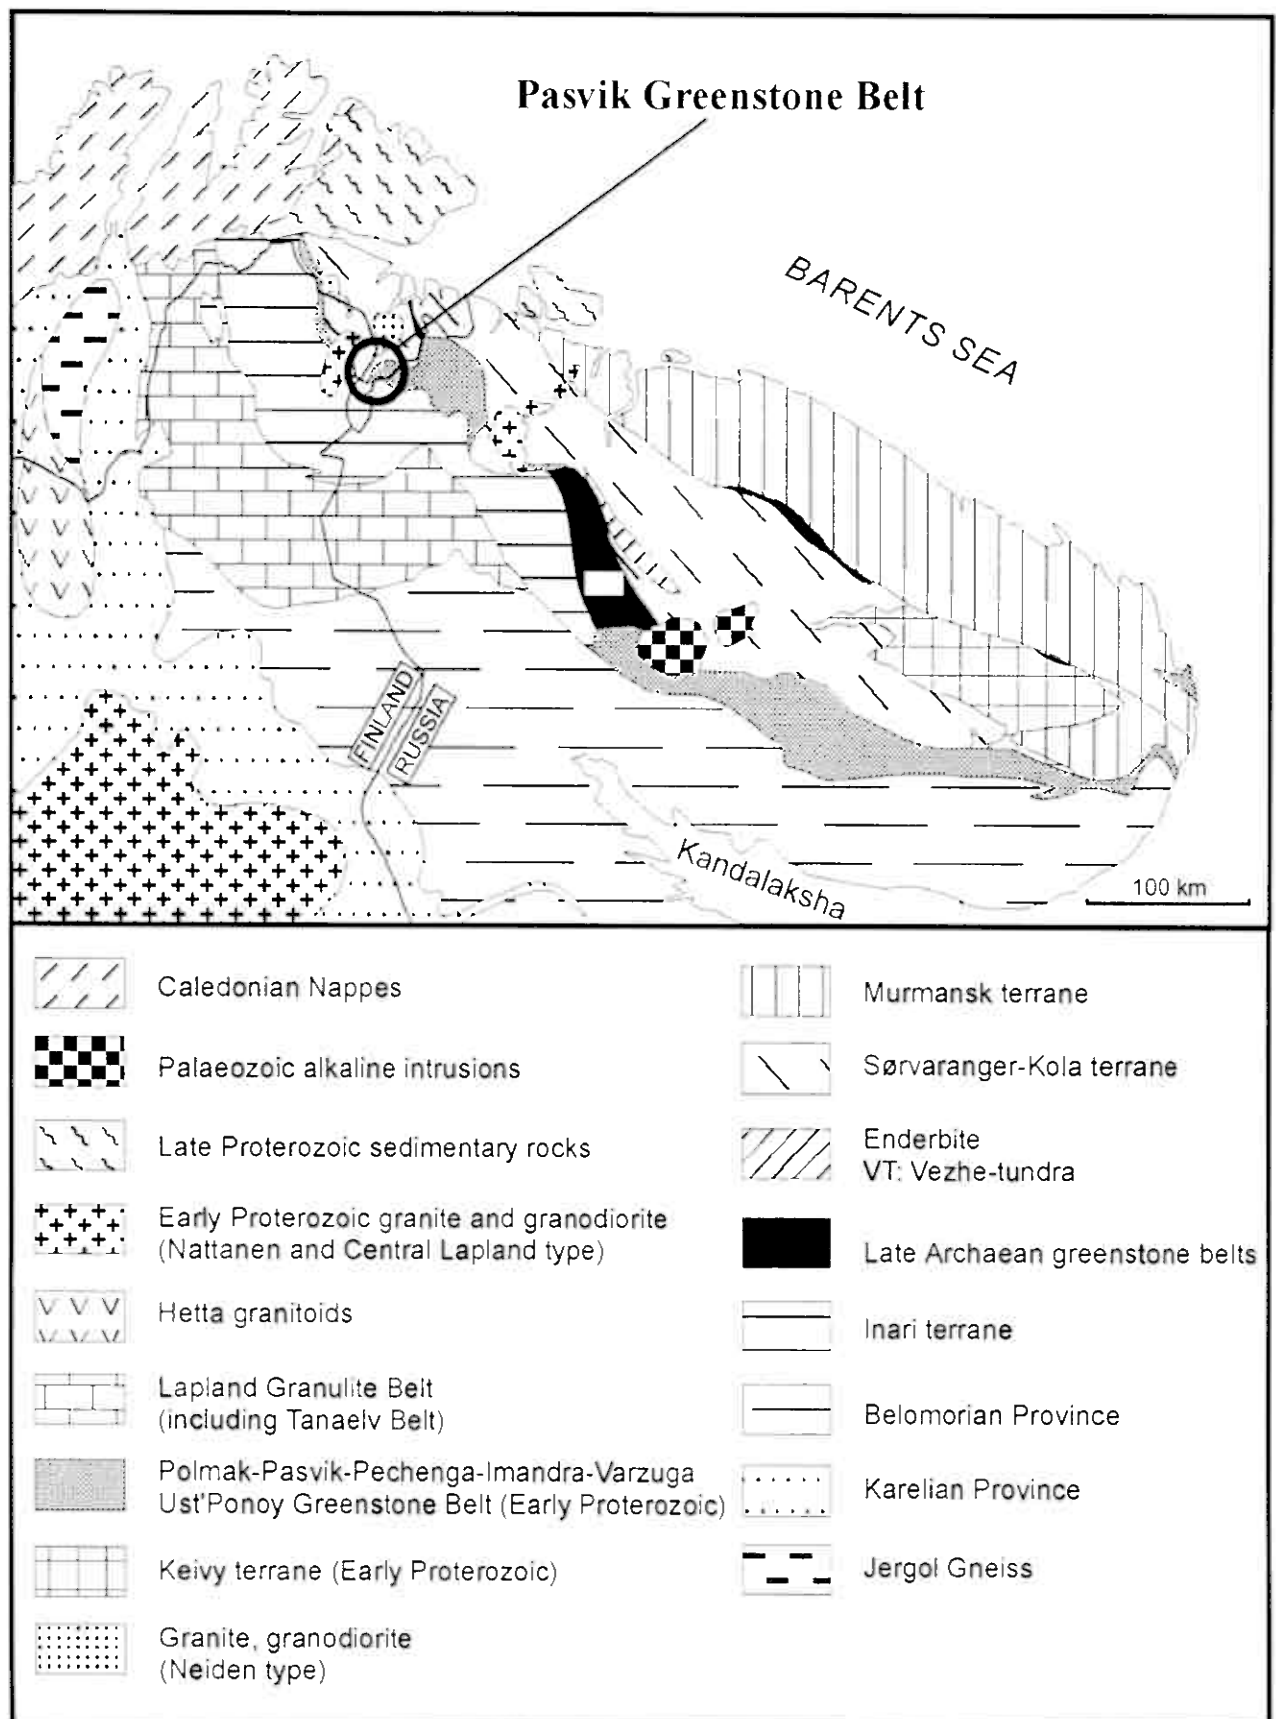 Pasvik Greenstone Belt
BARENTS SEA
FINLAND
RUSSIA
Kandalaksha
100 km
Caledonian Nappes
Palaeozoic alkaline intrusions
Late Proterozoic sedimentary rocks
Early Proterozoic granite and granodiorite
(Nattanen and Central Lapland type)
Hetta granitoids
Lapland Granulite Belt
(including Tanaelv Belt)
Polmak-Pasvik-Pechenga-Imandra-Varzuga
Ust'Ponoy Greenstone Belt (Early Proterozoic)
Keivy terrane (Early Proterozoic)
Granite, granodiorite
(Neiden type)
Murmansk terrane
Sørvaranger-Kola terrane
Enderbite
VT: Vezhe-tundra
Late Archaean greenstone belts
Inari terrane
Belomorian Province
Karelian Province
Jergol Gneiss